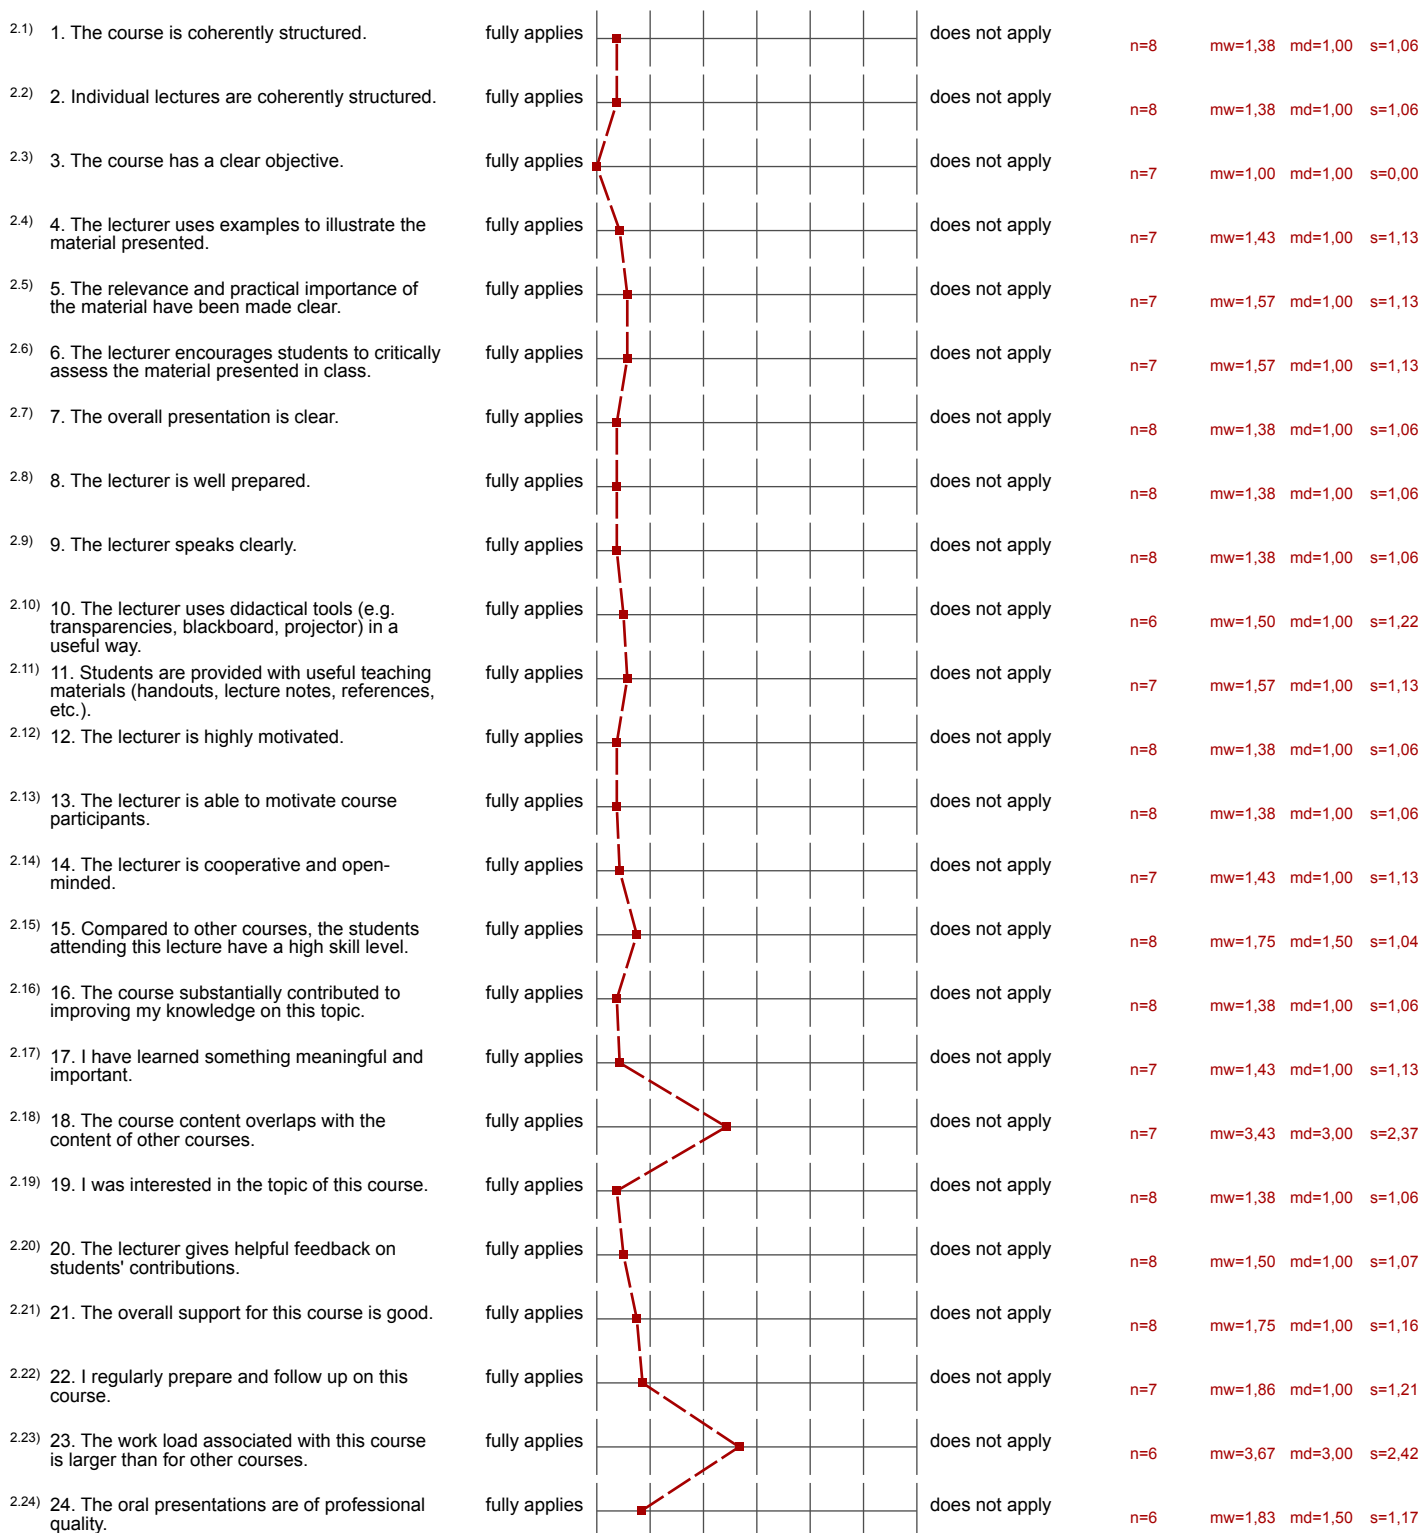 2.1) 1. The course is coherently structured. fully applies does not apply n=8 mw=1,38 md=1,00 s=1,06
2.2) 2. Individual lectures are coherently structured. fully applies does not apply n=8 mw=1,38 md=1,00 s=1,06
2.3) 3. The course has a clear objective. fully applies does not apply n=7 mw=1,00 md=1,00 s=0,00
2.4) 4. The lecturer uses examples to illustrate the fully applies does not apply n=7 mw=1,43 md=1,00 s=1,13
material presented.
2.5) 5. The relevance and practical importance of fully applies does not apply n=7 mw=1,57 md=1,00 s=1,13
the material have been made clear.
2.6) 6. The lecturer encourages students to critically fully applies does not apply n=7 mw=1,57 md=1,00 s=1,13
assess the material presented in class.
2.7) 7. The overall presentation is clear. fully applies does not apply n=8 mw=1,38 md=1,00 s=1,06
2.8) 8. The lecturer is well prepared. fully applies does not apply n=8 mw=1,38 md=1,00 s=1,06
2.9) 9. The lecturer speaks clearly. fully applies does not apply n=8 mw=1,38 md=1,00 s=1,06
2.10) 10. The lecturer uses didactical tools (e.g. fully applies does not apply n=6 mw=1,50 md=1,00 s=1,22
transparencies, blackboard, projector) in a
useful way.
2.11) 11. Students are provided with useful teaching fully applies does not apply n=7 mw=1,57 md=1,00 s=1,13
materials (handouts, lecture notes, references,
etc.).
2.12) 12. The lecturer is highly motivated. fully applies does not apply n=8 mw=1,38 md=1,00 s=1,06
2.13) 13. The lecturer is able to motivate course fully applies does not apply n=8 mw=1,38 md=1,00 s=1,06
participants.
2.14) 14. The lecturer is cooperative and open- fully applies does not apply n=7 mw=1,43 md=1,00 s=1,13
minded.
2.15) 15. Compared to other courses, the students fully applies does not apply n=8 mw=1,75 md=1,50 s=1,04
attending this lecture have a high skill level.
2.16) 16. The course substantially contributed to fully applies does not apply n=8 mw=1,38 md=1,00 s=1,06
improving my knowledge on this topic.
2.17) 17. I have learned something meaningful and fully applies does not apply n=7 mw=1,43 md=1,00 s=1,13
important.
2.18) 18. The course content overlaps with the fully applies does not apply n=7 mw=3,43 md=3,00 s=2,37
content of other courses.
2.19) 19. I was interested in the topic of this course. fully applies does not apply n=8 mw=1,38 md=1,00 s=1,06
2.20) 20. The lecturer gives helpful feedback on fully applies does not apply n=8 mw=1,50 md=1,00 s=1,07
students' contributions.
2.21) 21. The overall support for this course is good. fully applies does not apply n=8 mw=1,75 md=1,00 s=1,16
2.22) 22. I regularly prepare and follow up on this fully applies does not apply n=7 mw=1,86 md=1,00 s=1,21
course.
2.23) 23. The work load associated with this course fully applies does not apply n=6 mw=3,67 md=3,00 s=2,42
is larger than for other courses.
2.24) 24. The oral presentations are of professional fully applies does not apply n=6 mw=1,83 md=1,50 s=1,17
quality.